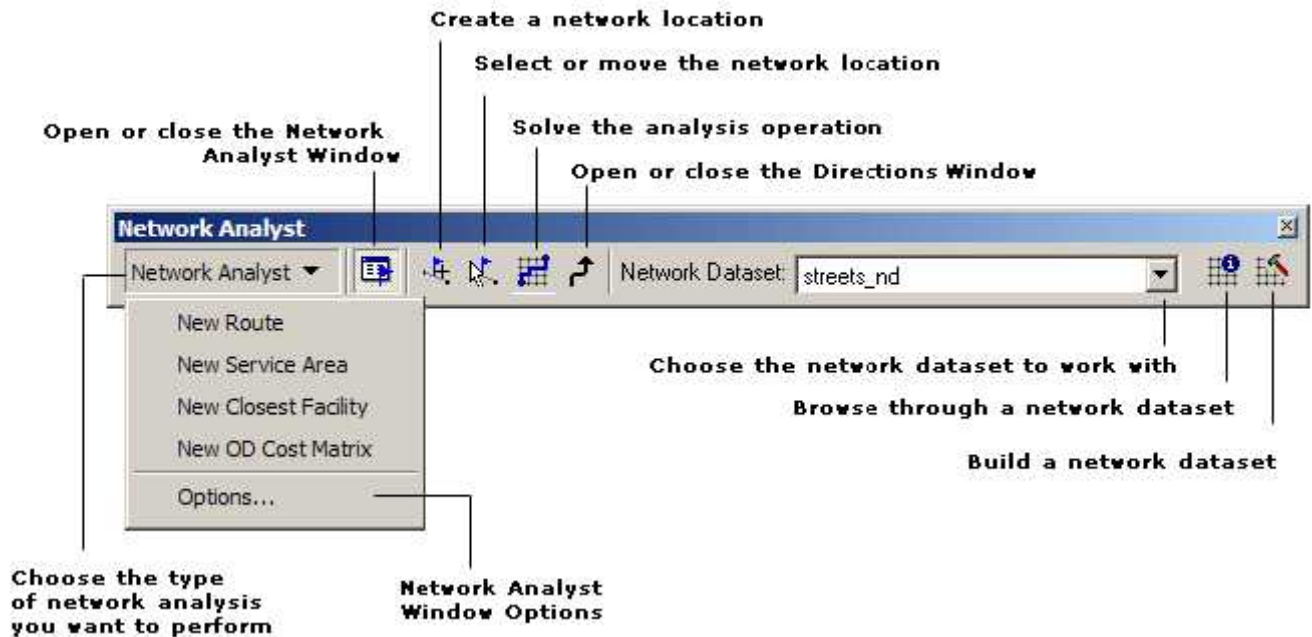 Create a network location
Select or move the network location
Open or close the Network
Analyst Window
Solve the analysis operation
Open or close the Directions Window
Network Analyst
Network Analyst
Network Dataset:
streets_nd
New Route
New Service Area
New Closest Facility
New OD Cost Matrix
Options...
Choose the network dataset to work with
Browse through a network dataset
Build a network dataset
Choose the type
of network analysis
you want to perform
Network Analyst
Window Options